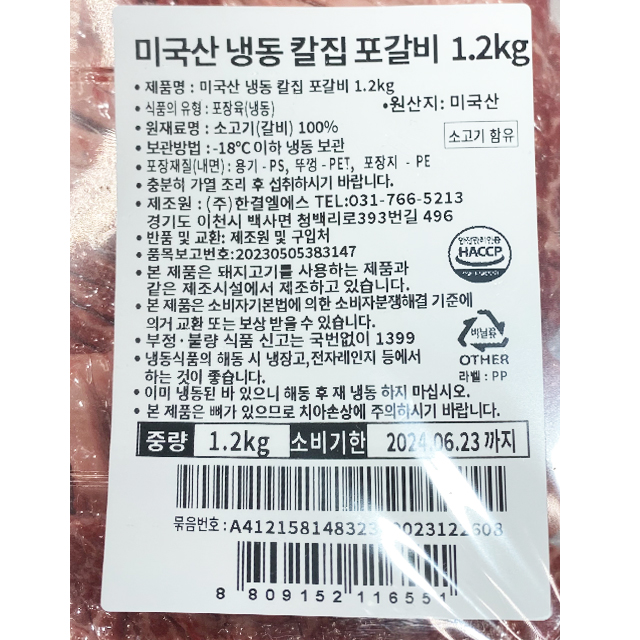 미국산 냉동 칼집 포갈비 1.2kg
• 제품명 : 미국산 냉동 칼집 포갈비 1.2kg
• 식품의 유형 : 포장육(냉동) •원산지: 미국산
• 원재료명 : 소고기(갈비) 100%
소고기 함유
• 보관방법 : -18℃ 이하 냉동 보관
• 포장재질(내면) : 용기 - PS, 뚜껑 - PET, 포장지 - PE
• 충분히 가열 조리 후 섭취하시기 바랍니다.
• 제조원 : (주)한결엘에스 TEL:031-766-5213
경기도 이천시 백사면 청백리로393번길 496
• 반품 및 교환: 제조원 및 구입처
• 품목보고번호:20230505383147
HACCP
• 본 제품은 돼지고기를 사용하는 제품과
같은 제조시설에서 제조하고 있습니다.
• 본 제품은 소비자기본법에 의한 소비자분쟁해결 기준에
의거 교환 또는 보상 받을 수 있습니다.
• 부정·불량 식품 신고는 국번없이 1399
비닐류
OTHER
라벨 : PP
• 냉동식품의 해동 시 냉장고,전자레인지 등에서
하는 것이 좋습니다.
• 이미 냉동된 바 있으니 해동 후 재 냉동 하지 마십시오.
• 본 제품은 뼈가 있으므로 치아손상에 주의하시기 바랍니다.
중량 1.2kg 소비기한 2024.06.23 까지
묶음번호 :
8 809152 116551